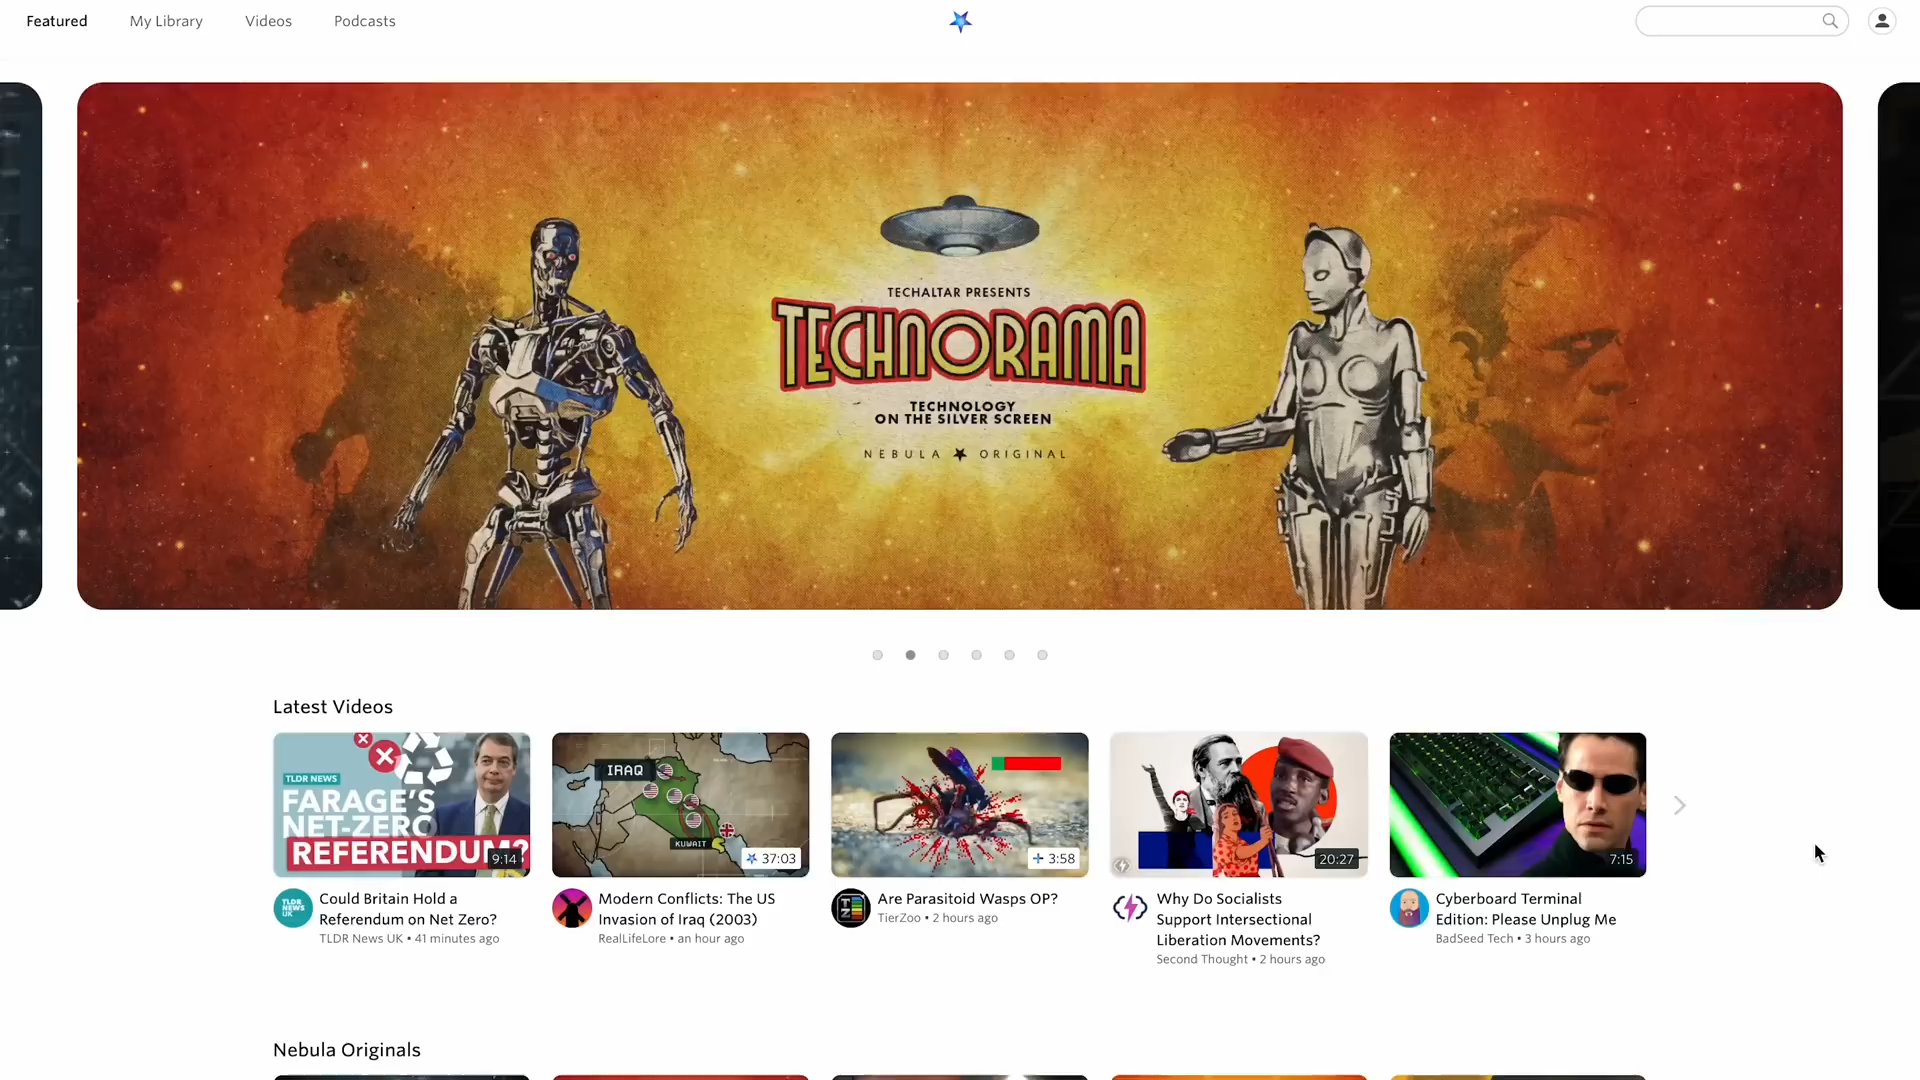 Featured
My Library
Videos
Podcasts
TECHALTAR PRESENTS
TECHNORAMA
TECHNOLOGY
ON THE SILVER SCREEN
NEBULA ORIGINAL
Latest Videos
TLDR NEWS
FARAGE'S
NET-ZERO
REFERENDUM?
9:14
IRAQ
KUWAIT
37:03
3:58
20:27
7:15
TLDR
NEWS
UK
Could Britain Hold a
Referendum on Net Zero?
TLDR News UK • 41 minutes ago
Modern Conflicts: The US
Invasion of Iraq (2003)
RealLifeLore • an hour ago
TZ
Are Parasitoid Wasps OP?
TierZoo • 2 hours ago
Why Do Socialists
Support Intersectional
Liberation Movements?
Second Thought • 2 hours ago
Cyberboard Terminal
Edition: Please Unplug Me
BadSeed Tech • 3 hours ago
Nebula Originals